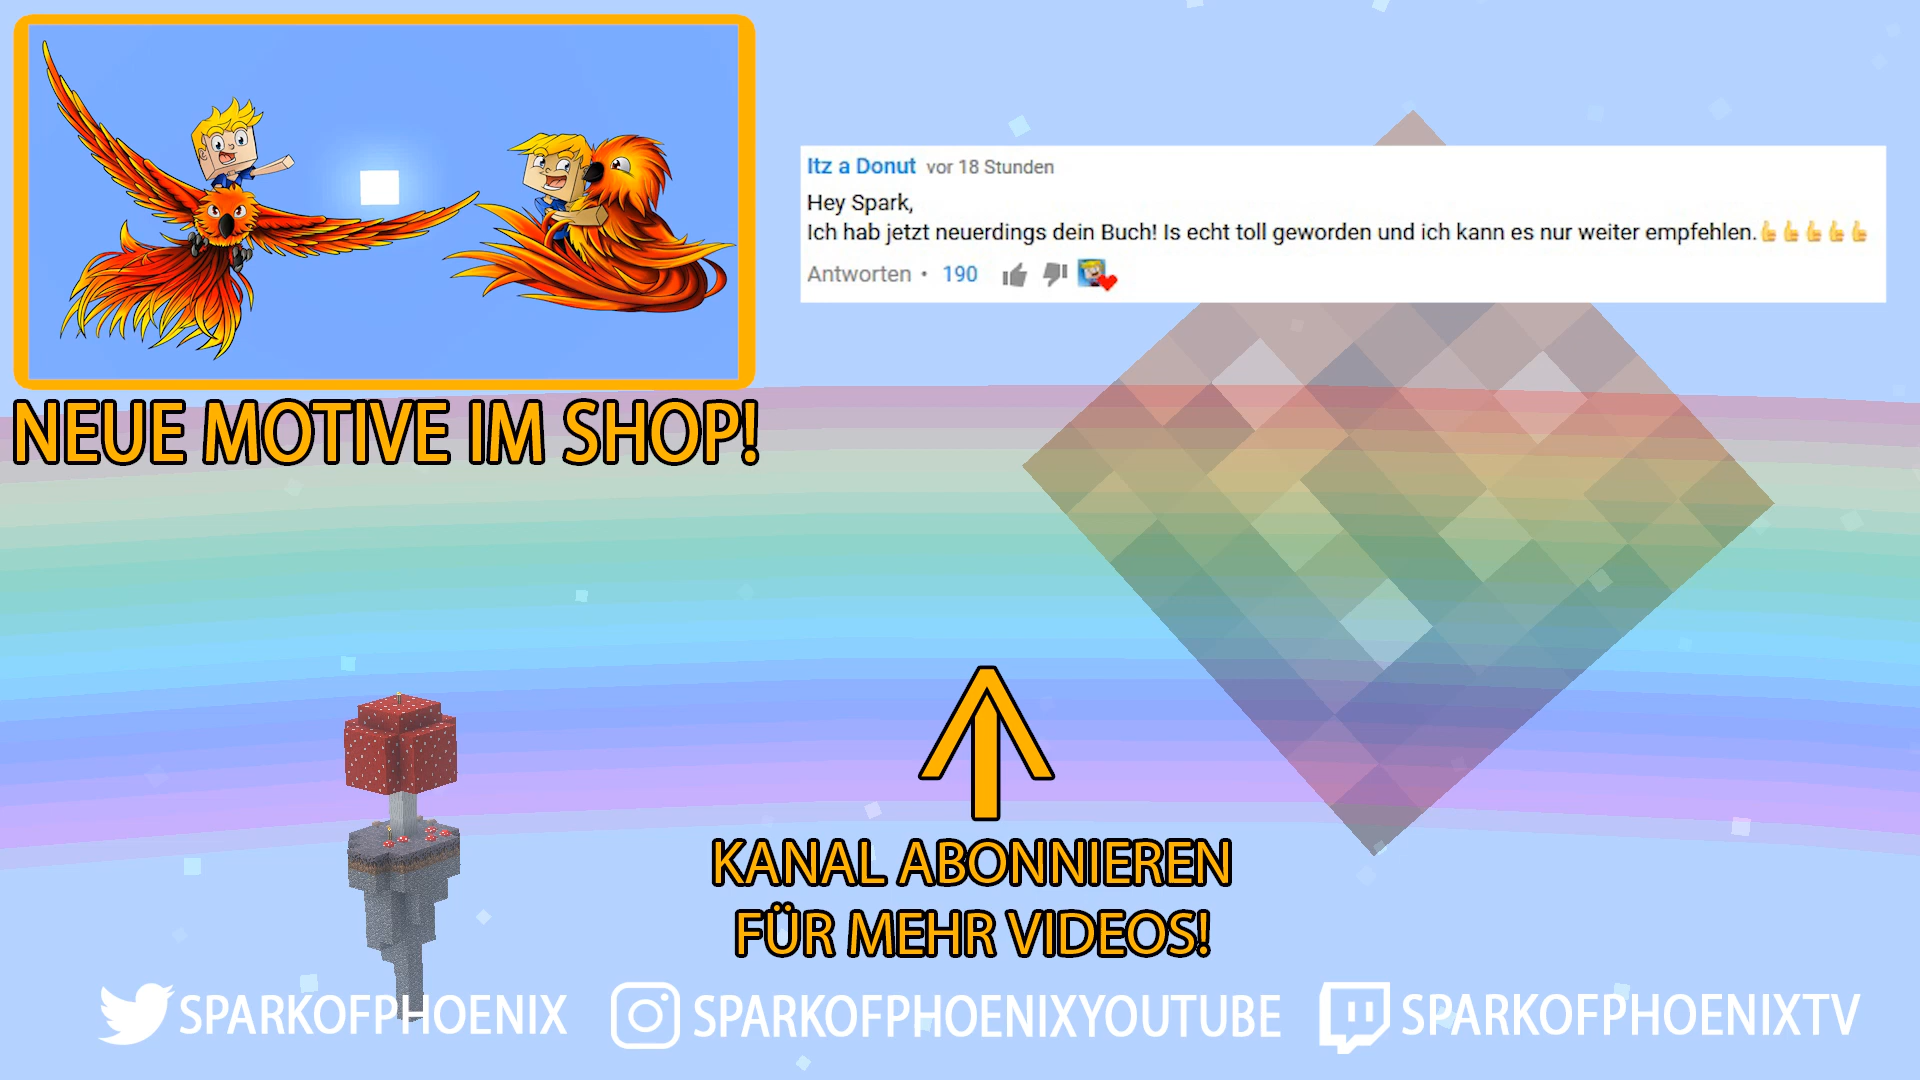 NEUE MOTIVE IM SHOP!
Itz a Donut vor 18 Stunden
Hey Spark,
Ich hab jetzt neuerdings dein Buch! Is echt toll geworden und ich kann es nur weiter empfehlen.👍👍👍👍👍
Antworten • 190
KANAL ABONNIEREN
FÜR MEHR VIDEOS!
SPARKOFPHOENIX SPARKOFPHOENIXYOUTUBE SPARKOFPHOENIXTV